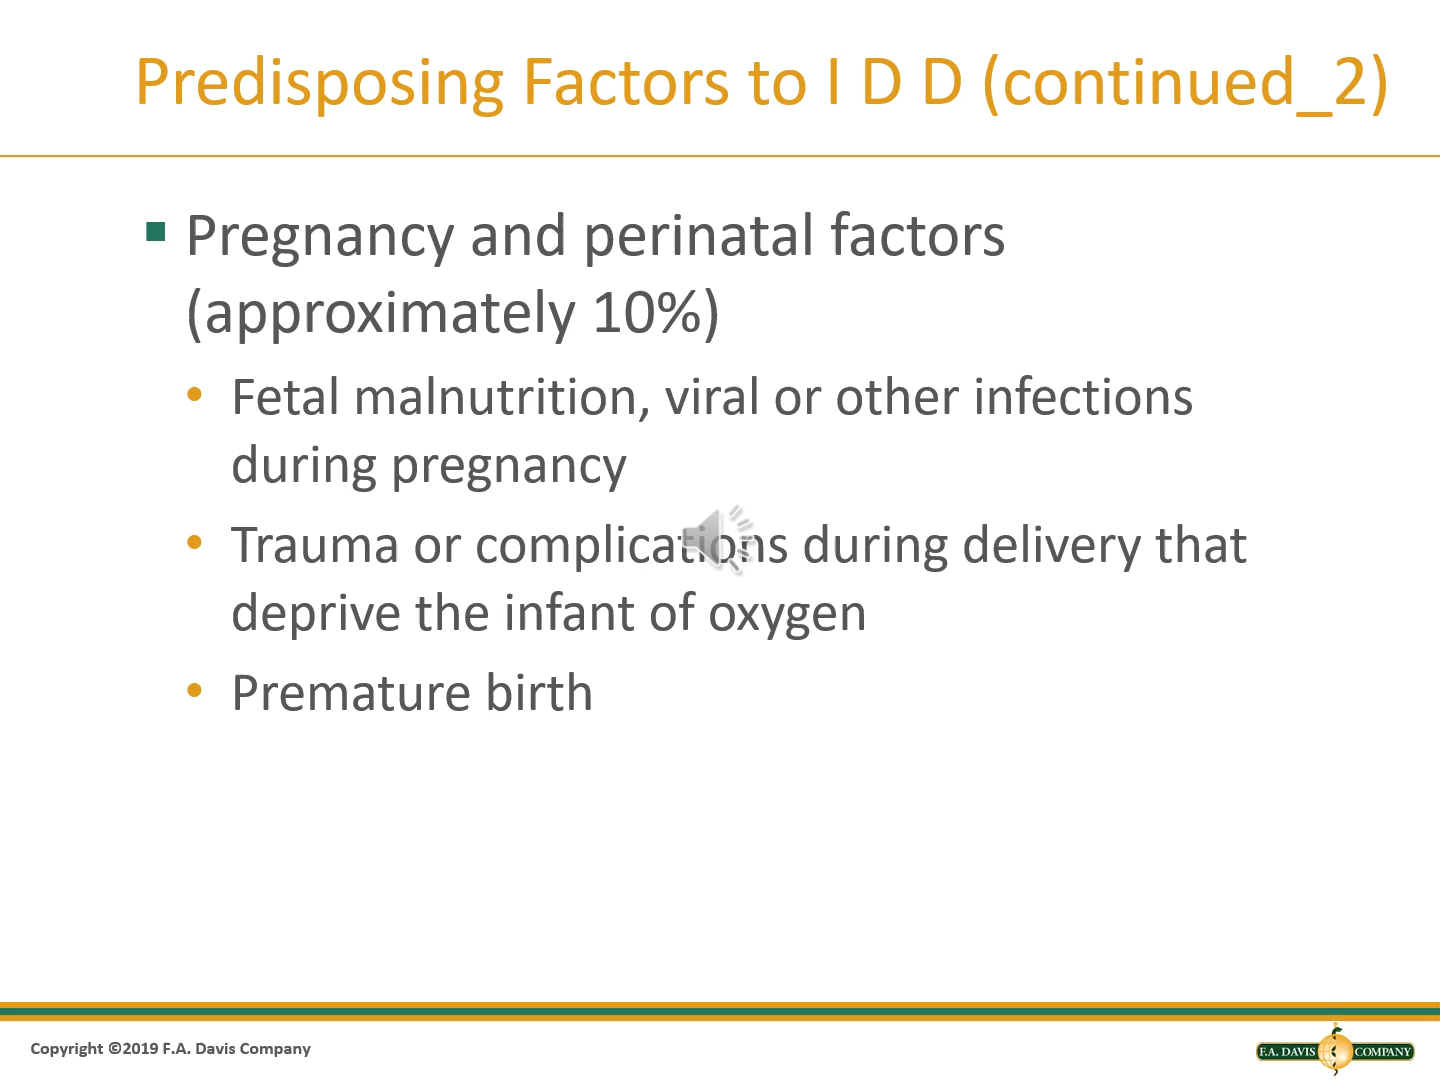 Predisposing Factors to I D D (continued_2)
Pregnancy and perinatal factors
(approximately 10%)
Fetal malnutrition, viral or other infections
during pregnancy
Trauma or complications during delivery that
deprive the infant of oxygen
Premature birth
Copyright ©2019 F.A. Davis Company
F.A. DAVIS COMPANY